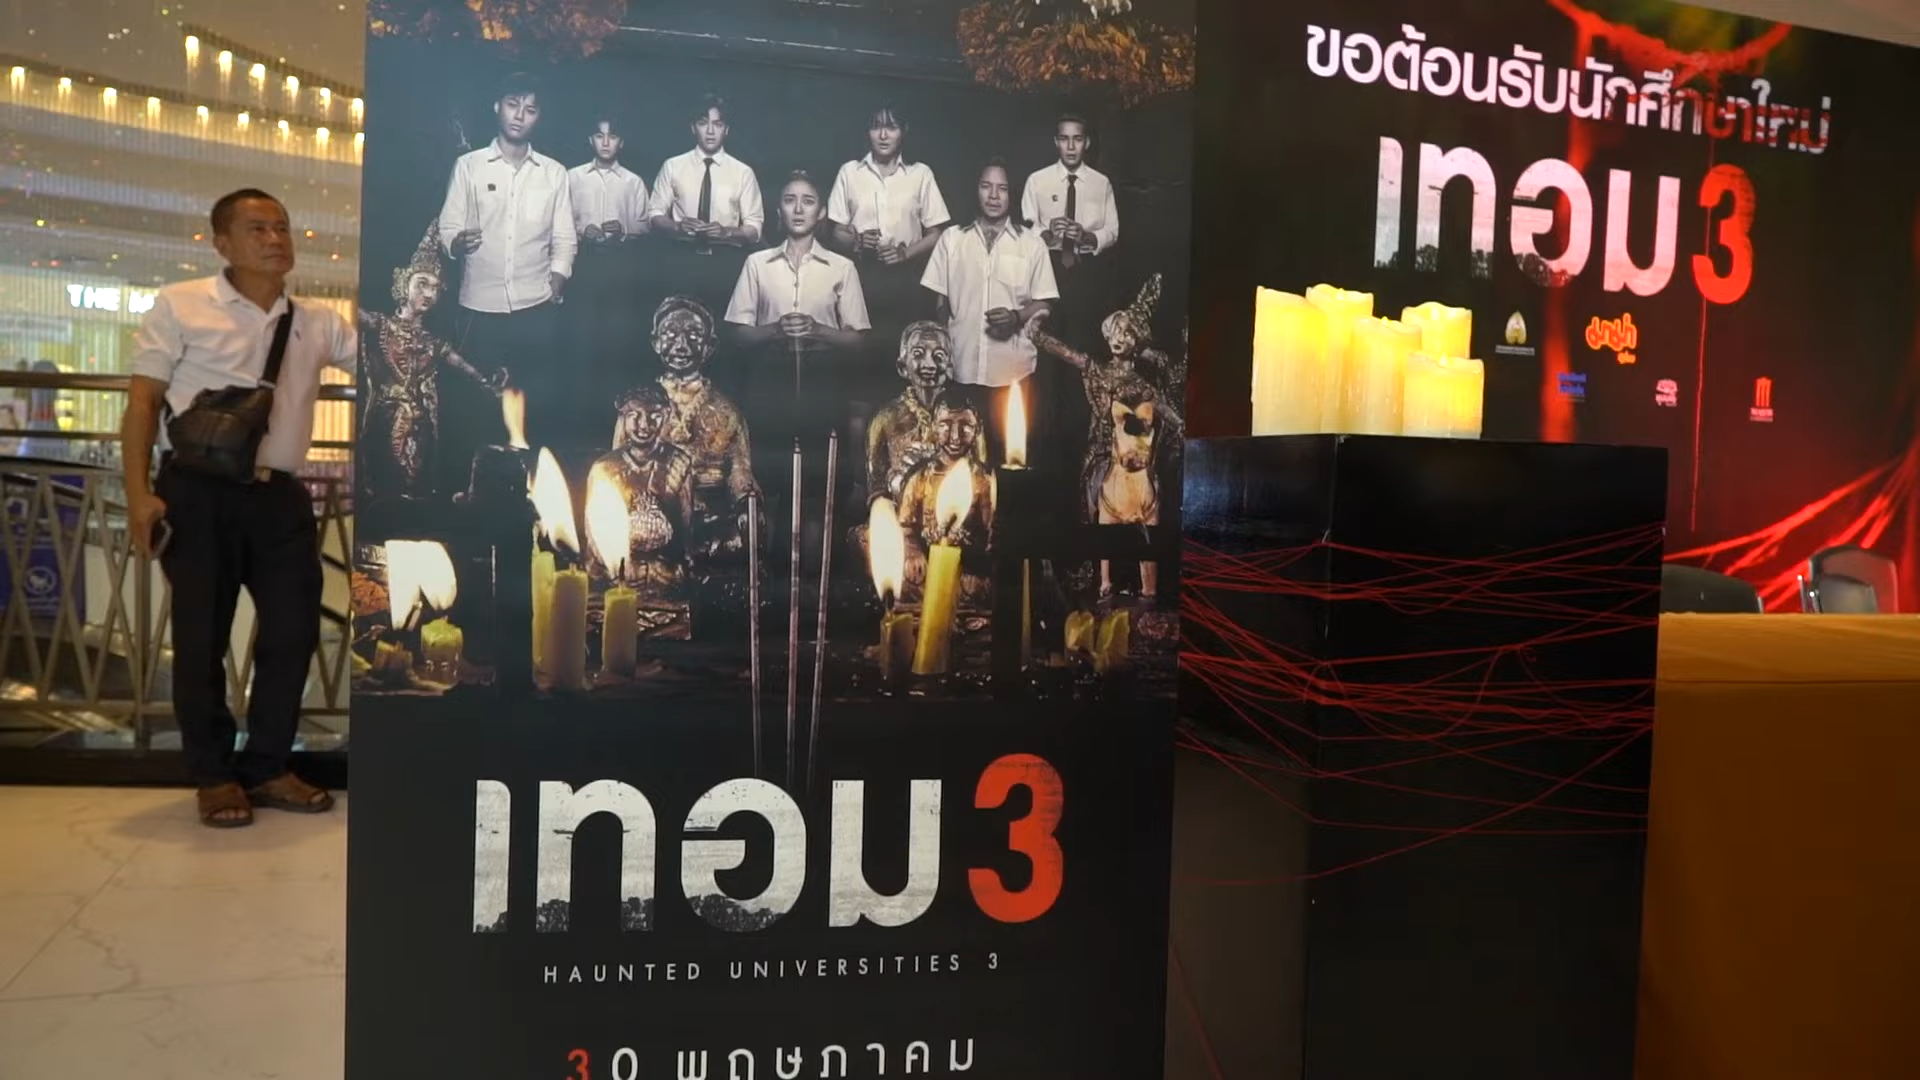 THE M
ขอต้อนรับนักศึกษาใหม่
เทอม 3
เทอม 3
HAUNTED UNIVERSITIES 3
30 พฤษภาคม